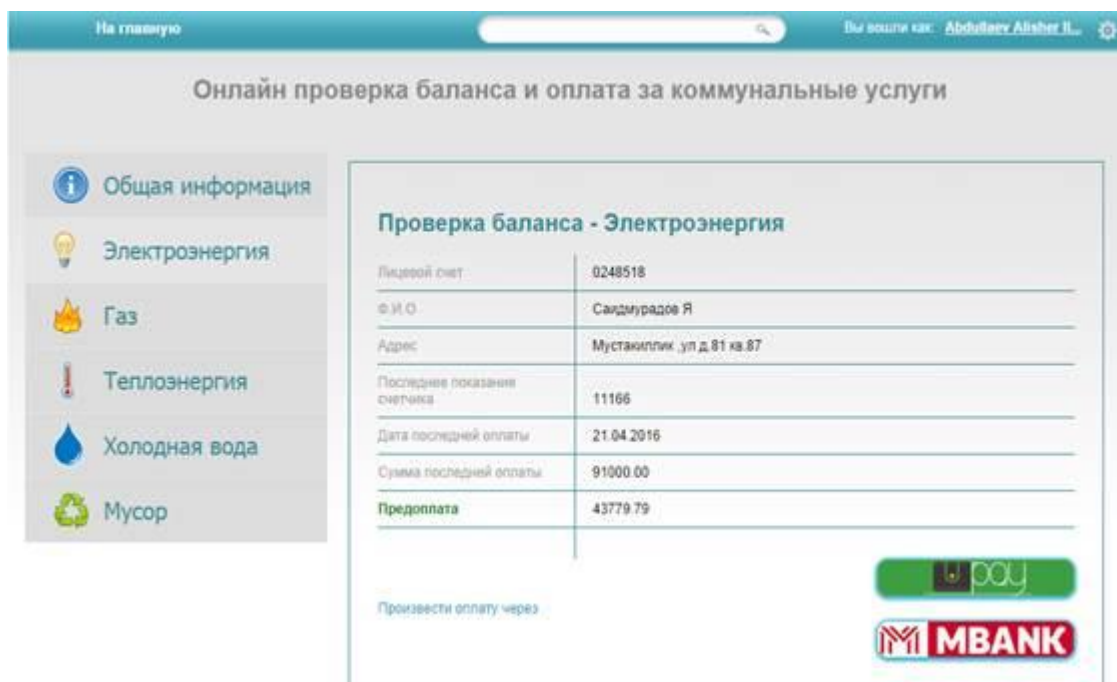 На главную
Вы вошли как: Abdullaev Alisher Il...
Онлайн проверка баланса и оплата за коммунальные услуги
Общая информация
Электроэнергия
Газ
Теплоэнергия
Холодная вода
Мусор
Проверка баланса - Электроэнергия
Лицевой счет 0248518
Ф.И.О Саидмурадов Я
Адрес Мустакиллик ,ул д.81 кв.87
Последнее показание
счетчика 11166
Дата последней оплаты 21.04.2016
Сумма последней оплаты 91000.00
Предоплата 43779.79
Произвести оплату через
U pay
MBANK